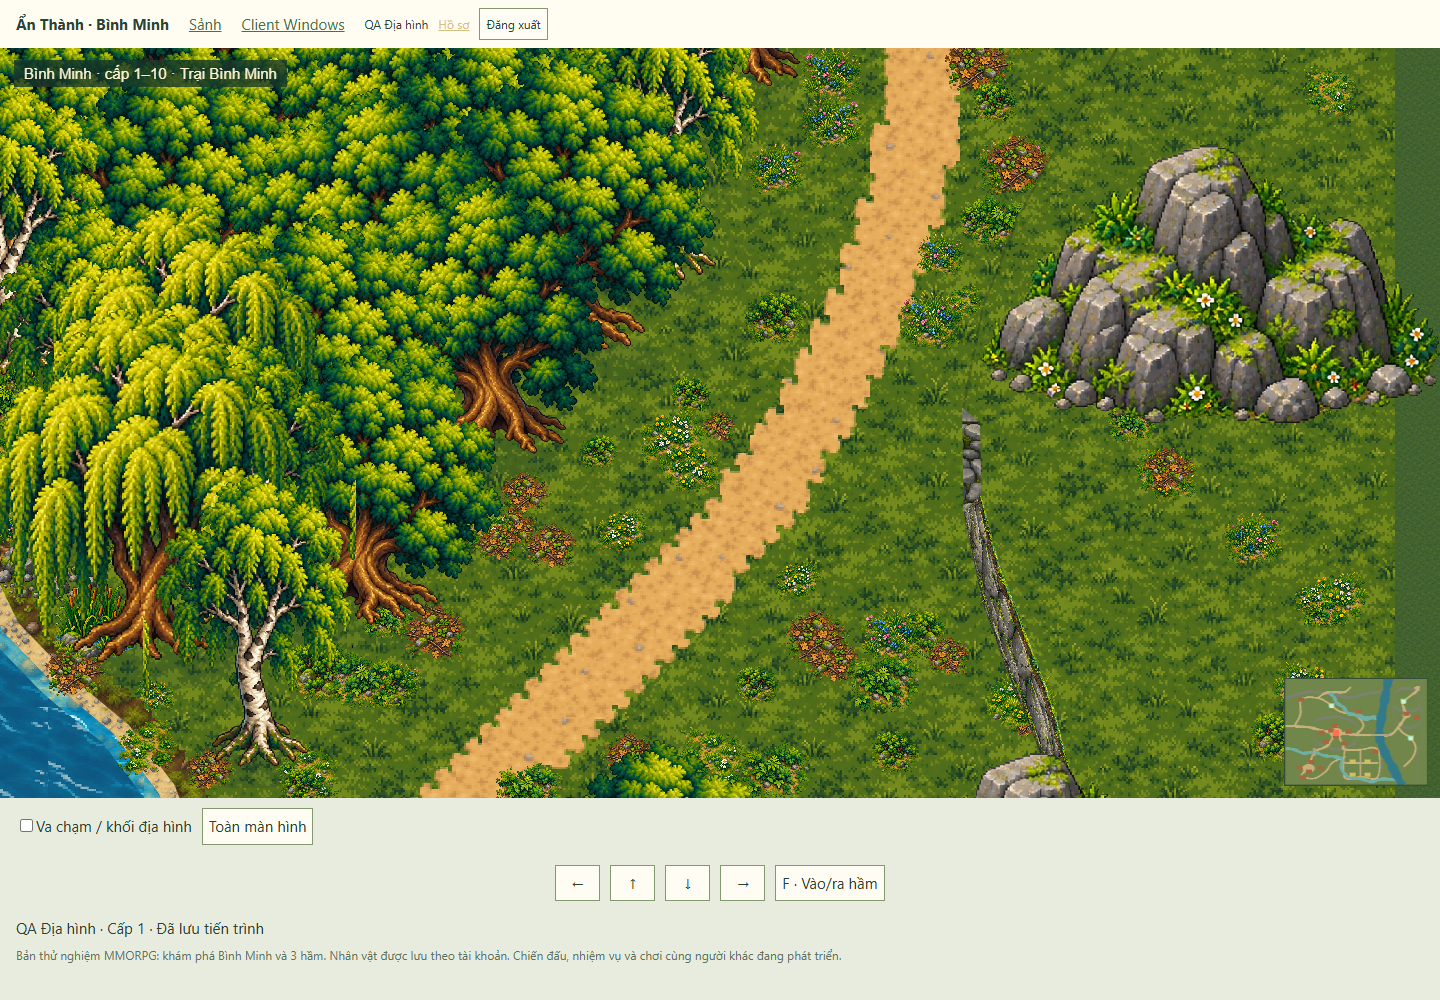 Ẩn Thành · Bình Minh Sảnh Client Windows QA Địa hình Hồ sơ Đăng xuất
Bình Minh · cấp 1–10 · Trại Bình Minh
Va chạm / khối địa hình Toàn màn hình
← ↑ ↓ → F · Vào/ra hầm
QA Địa hình · Cấp 1 · Đã lưu tiến trình
Bản thử nghiệm MMORPG: khám phá Bình Minh và 3 hầm. Nhân vật được lưu theo tài khoản. Chiến đấu, nhiệm vụ và chơi cùng người khác đang phát triển.